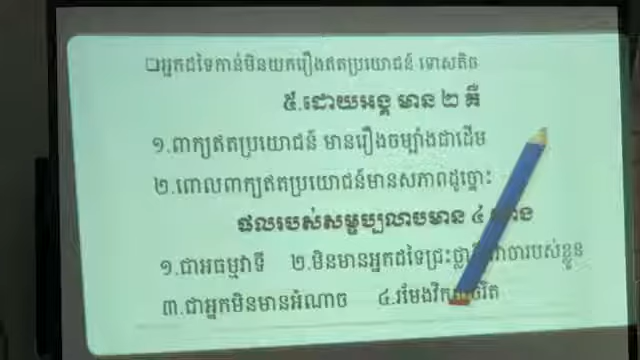 □អ្នកដទៃកាន់មិនយករឿងឥតប្រយោជន៍ ទោសតិច
៥.ដោយអង្គ មាន ២ គឺ
១.ពាក្យឥតប្រយោជន៍ មានរឿងចម្បាំងជាដើម
២.ពោលពាក្យឥតប្រយោជន៍មានសភាពដូច្នោះ
ផលរបស់សម្ផប្បលាបមាន ៤
១.ជាអធម្មវាទី ២.មិនមានអ្នកដទៃជ្រះថ្លា របស់ខ្លួន
៣.ជាអ្នកមិនមានអំណាច ៤.រមែង